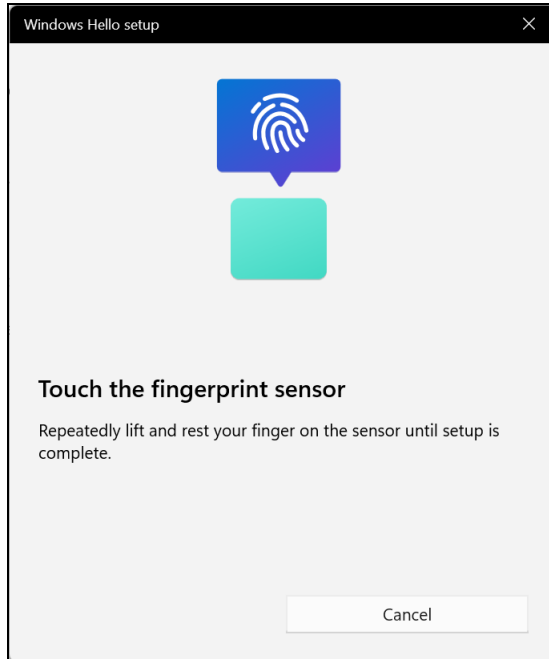 Windows Hello setup
Touch the fingerprint sensor
Repeatedly lift and rest your finger on the sensor until setup is
complete.
Cancel